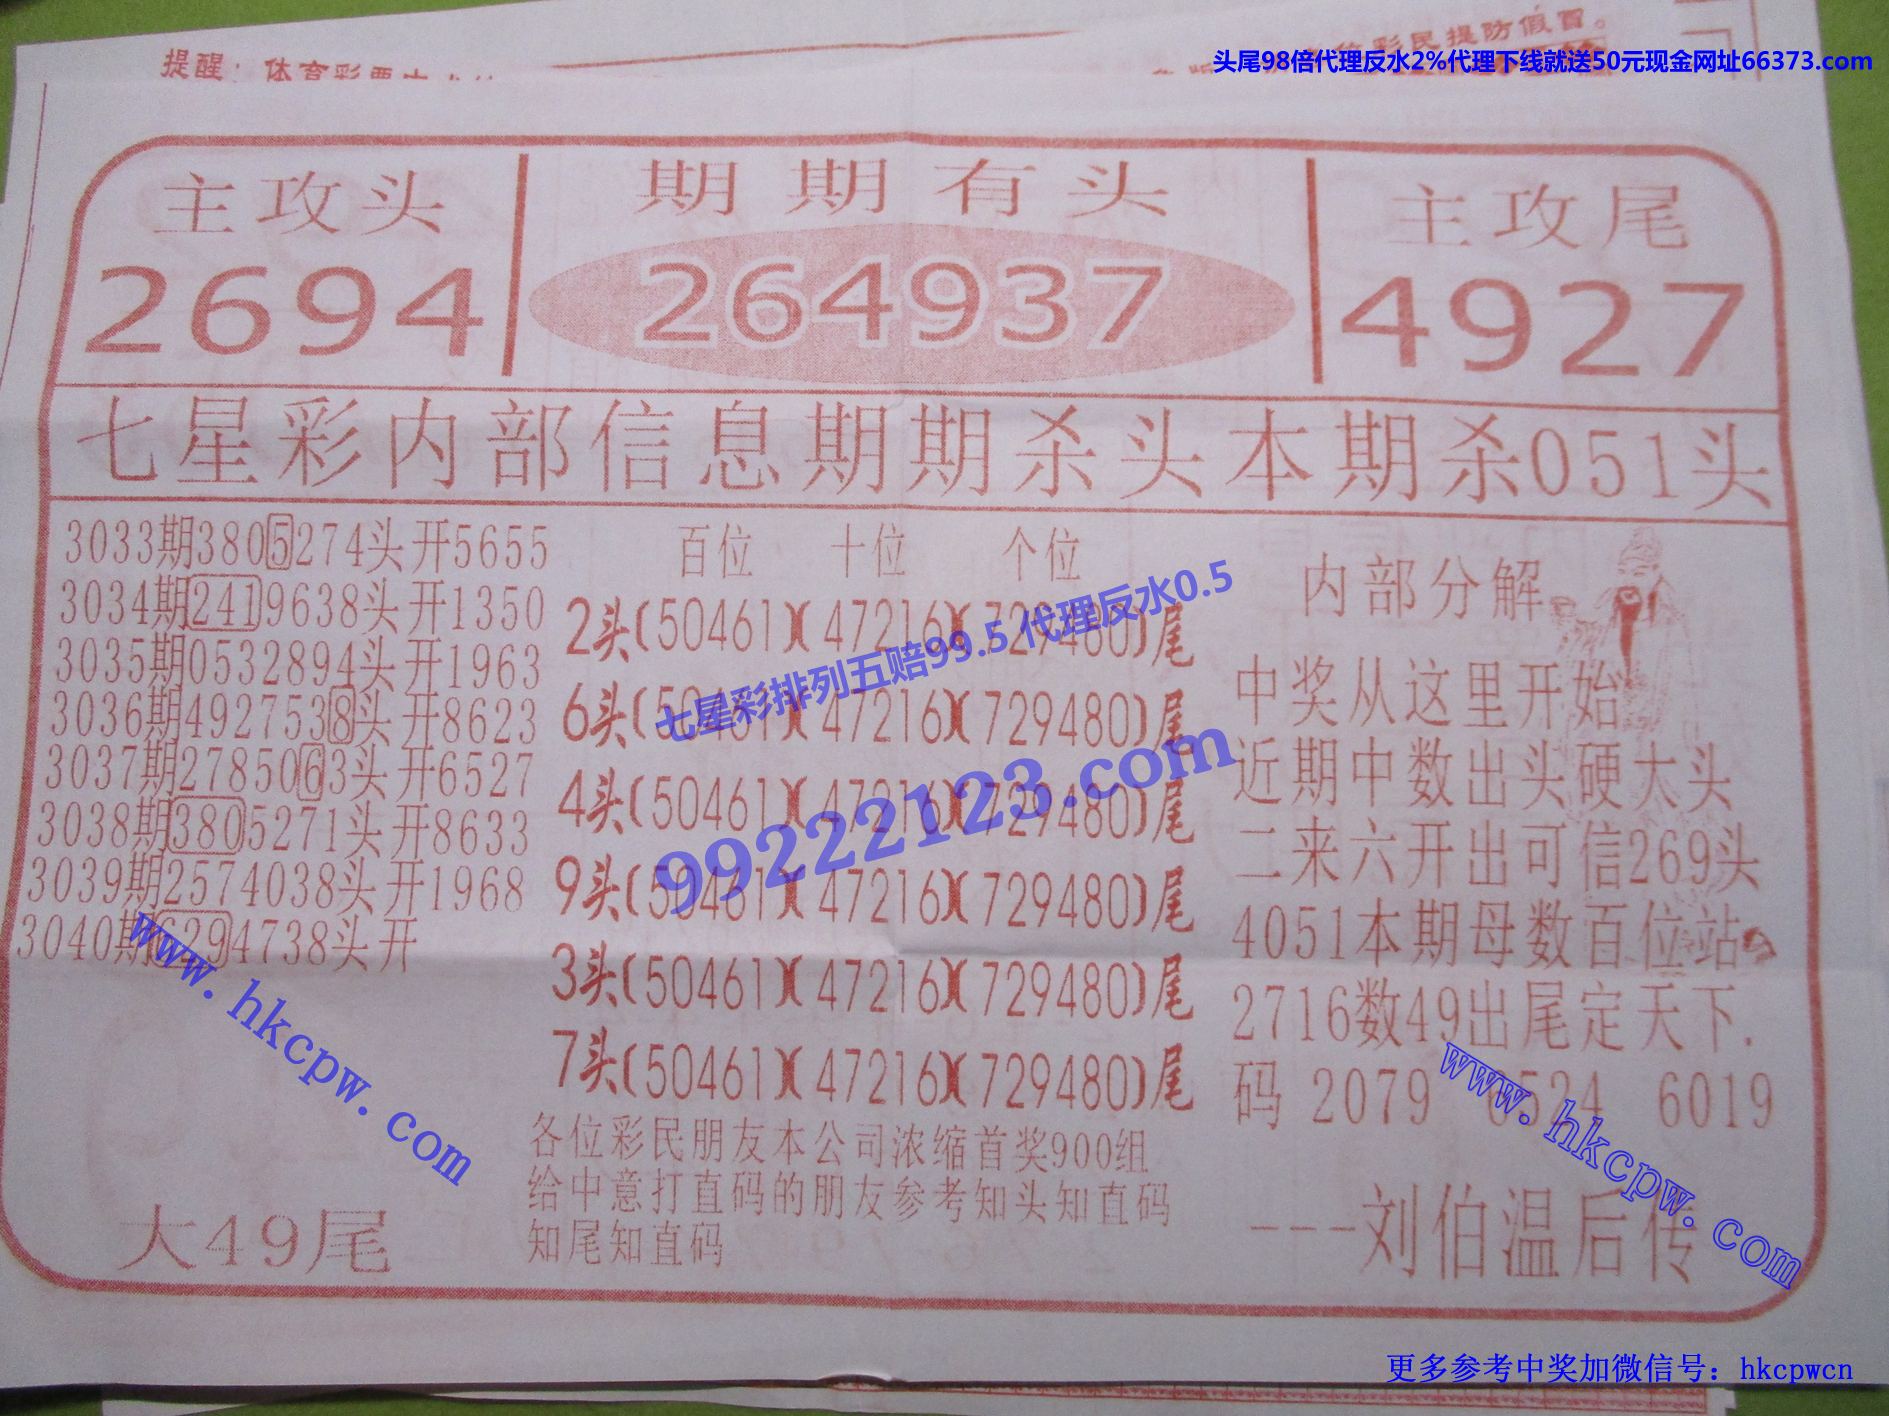 提醒：体育彩票
彩民提防假冒。
头尾98倍代理反水2%代理下线就送50元现金网址66373.com
主攻头
2694
期期有头
264937
主攻尾
4927
七星彩内部信息期期杀头本期杀051头
3033期3805274头开5655
3034期2419638头开1350
3035期0532894头开1963
3036期4927538头开8623
3037期2785063头开6527
3038期3805271头开8633
3039期2574038头开1968
3040期6294738头开
大49尾
百位 十位 个位
2头(50461)(47216)(729480)尾
6头(50461)(47216)(729480)尾
4头(50461)(47216)(729480)尾
9头(50461)(47216)(729480)尾
3头(50461)(47216)(729480)尾
7头(50461)(47216)(729480)尾
各位彩民朋友本公司浓缩首奖900组
给中意打直码的朋友参考知头知直码
知尾知直码
内部分解
中奖从这里开始
近期中数出头硬大头
二来六开出可信269头
4051本期母数百位站
2716数49出尾定天下.
码 2079 6524 6019
---刘伯温后传
七星彩排列五赔99.5 代理反水0.5
99222123.com
www.hkcpw.com
www.hkcpw.com
更多参考中奖加微信号：hkcpwcn